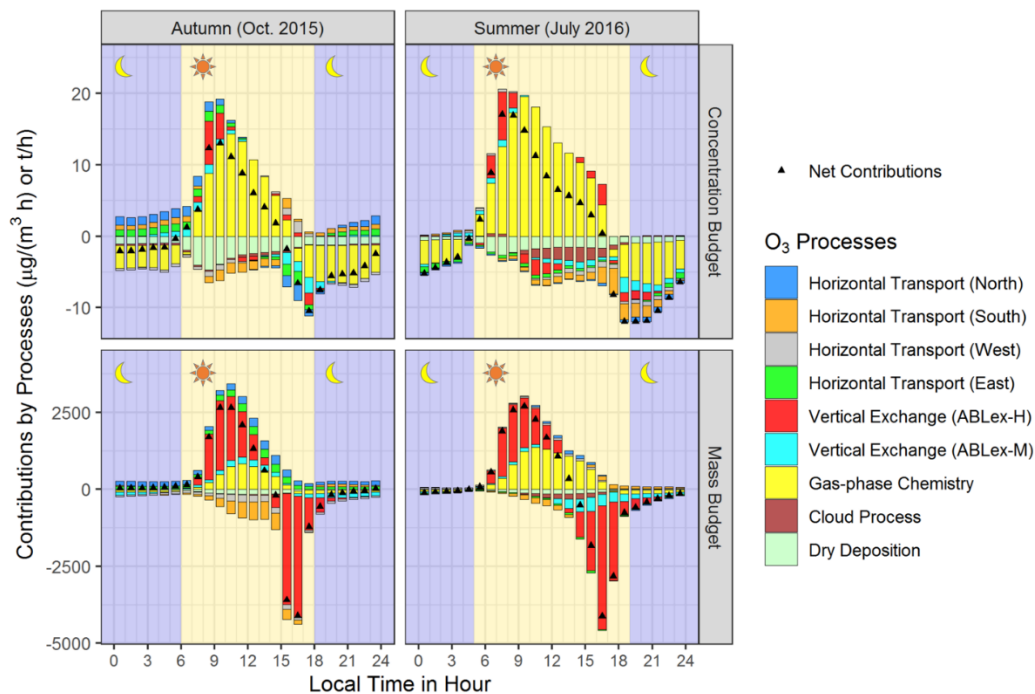 Autumn (Oct. 2015)
Summer (July 2016)
Contributions by Processes (μg/(m³ h) or t/h)
20
10
0
-10
Concentration Budget
2500
0
-2500
-5000
Mass Budget
0 3 6 9 12 15 18 21 24
0 3 6 9 12 15 18 21 24
Local Time in Hour
Net Contributions
O₃ Processes
Horizontal Transport (North)
Horizontal Transport (South)
Horizontal Transport (West)
Horizontal Transport (East)
Vertical Exchange (ABLex-H)
Vertical Exchange (ABLex-M)
Gas-phase Chemistry
Cloud Process
Dry Deposition